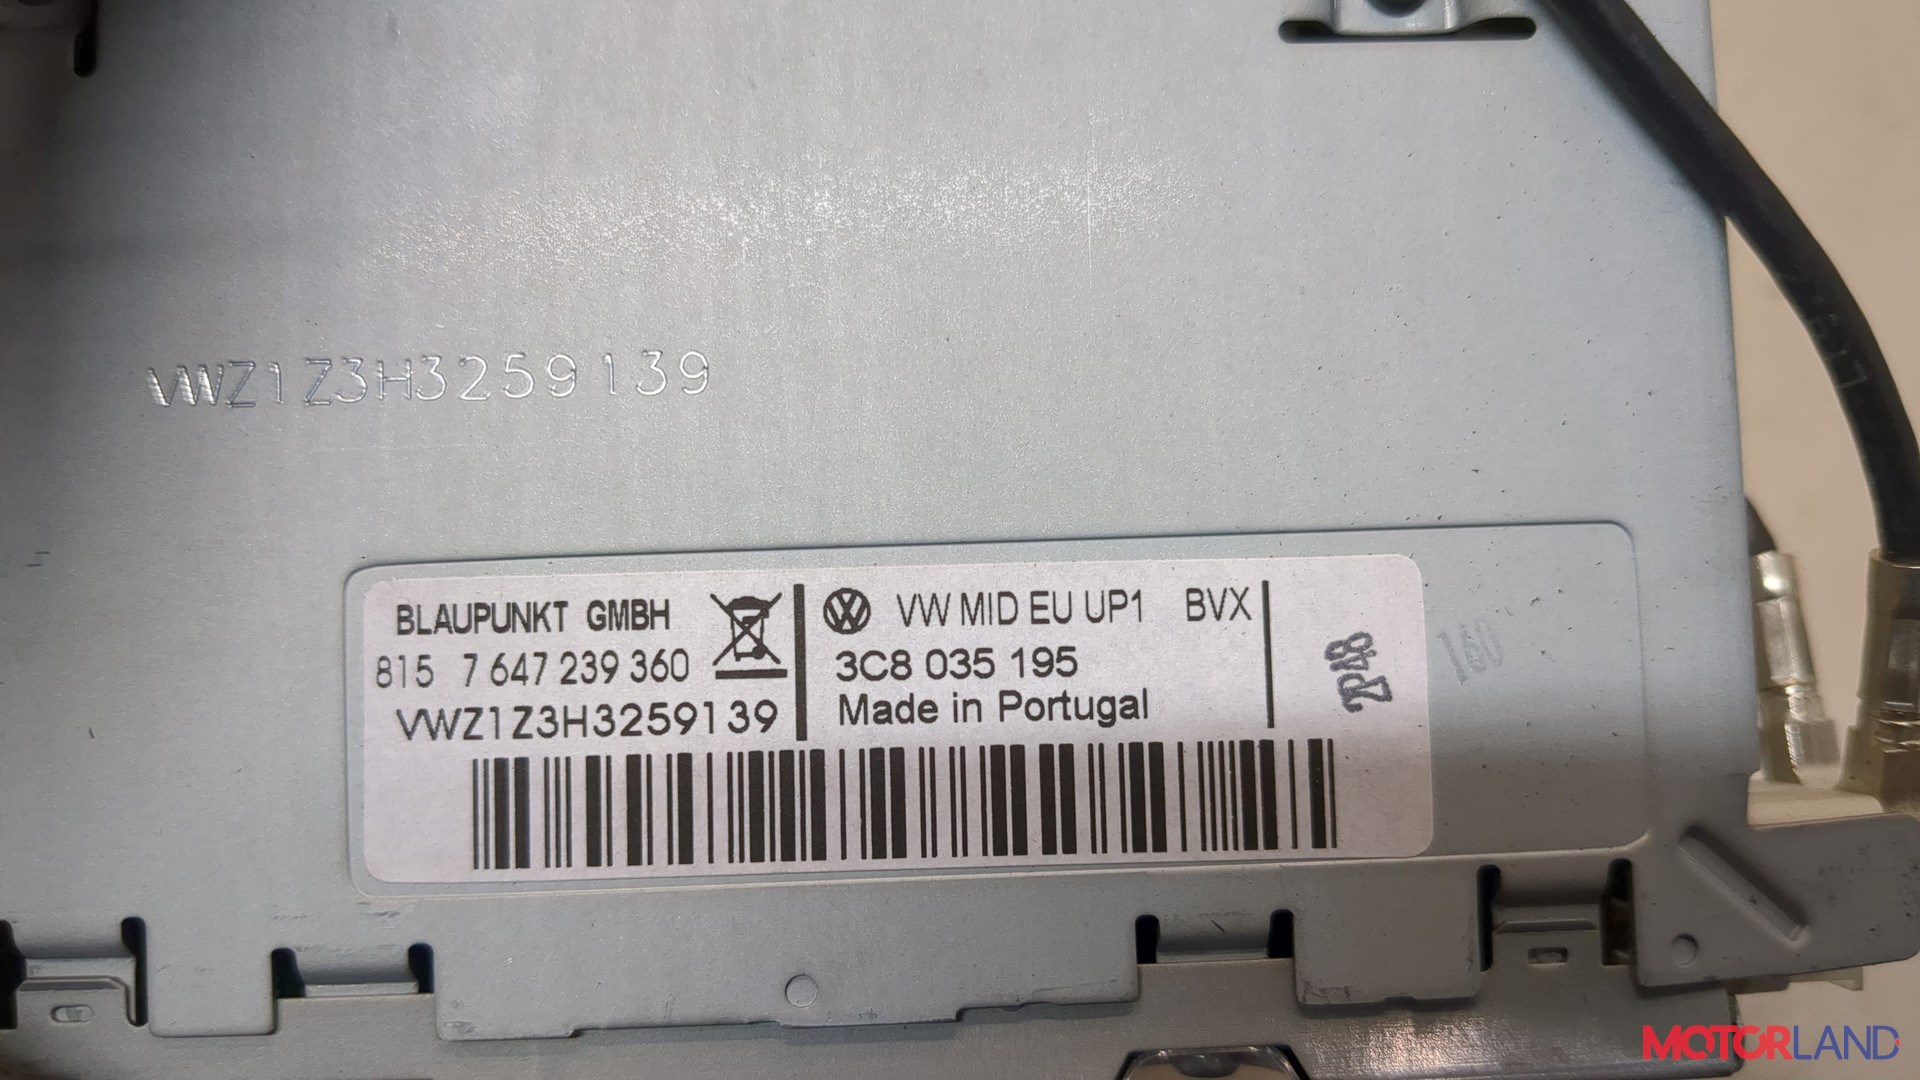 VWZ1Z3H3259139
BLAUPUNKT GMBH
815 7 647 239 360
VWZ1Z3H3259139
VW MID EU UP1 BVX
3C8 035 195
Made in Portugal
2P48
160
MOTORLAND